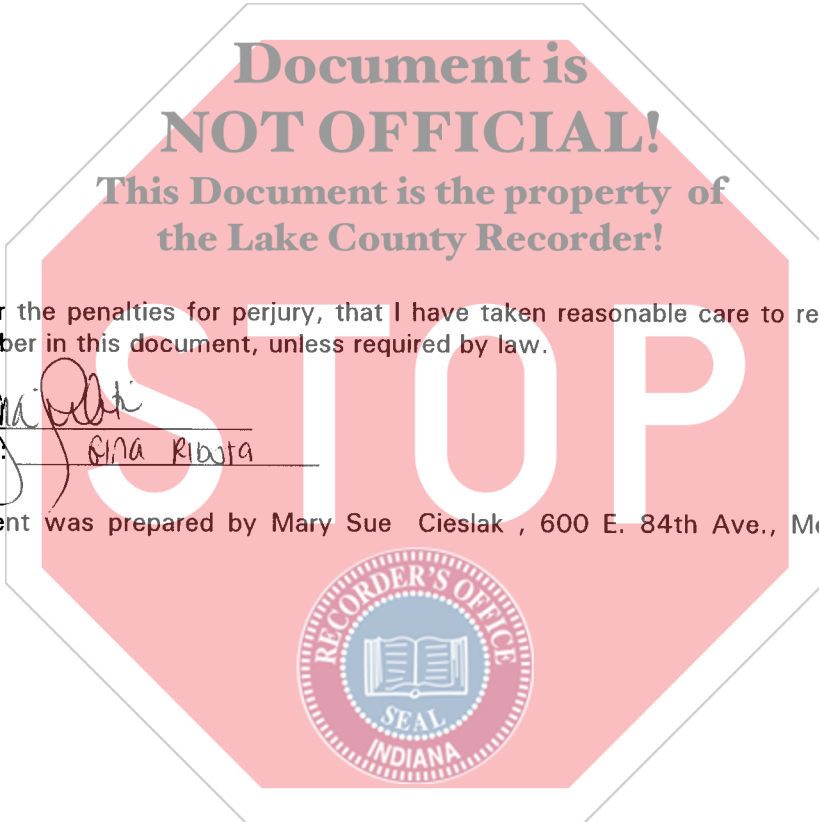 Document is
NOT OFFICIAL!
This Document is the property of
the Lake County Recorder!
r the penalties for perjury, that I have taken reasonable care to re
ber in this document, unless required by law.
: Gina
ent was prepared by Mary Sue Cieslak , 600 E. 84th Ave., Me
STOP
RECORDER'S OFFICE
SEAL
INDIANA